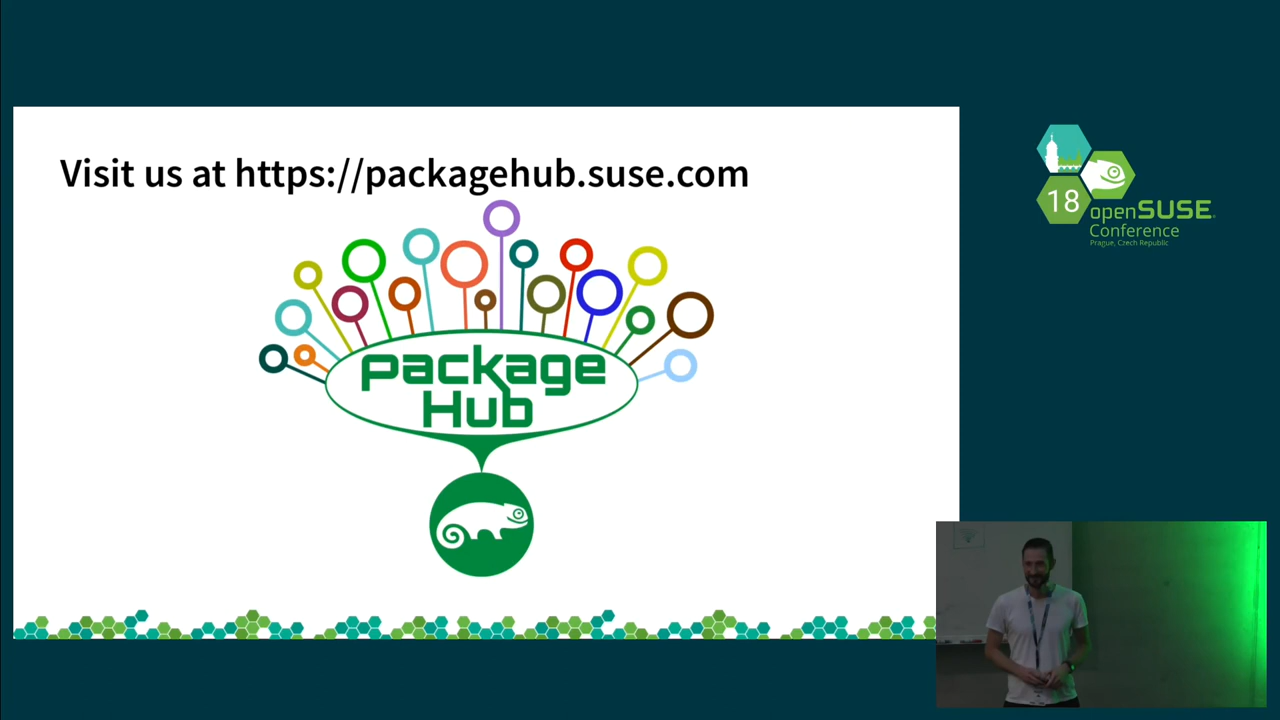 Visit us at https://packagehub.suse.com
Package
Hub
18
openSUSE
Conference
Prague, Czech Republic